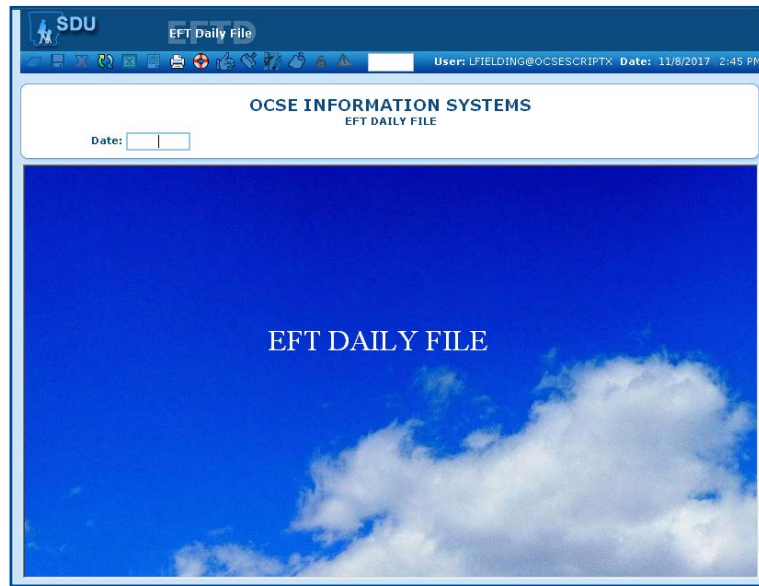 SDU
EFTD
EFT Daily File
User: LFIELDING@OCSESCRIPTX Date: 11/8/2017 2:45 PM
OCSE INFORMATION SYSTEMS
EFT DAILY FILE
Date:
EFT DAILY FILE